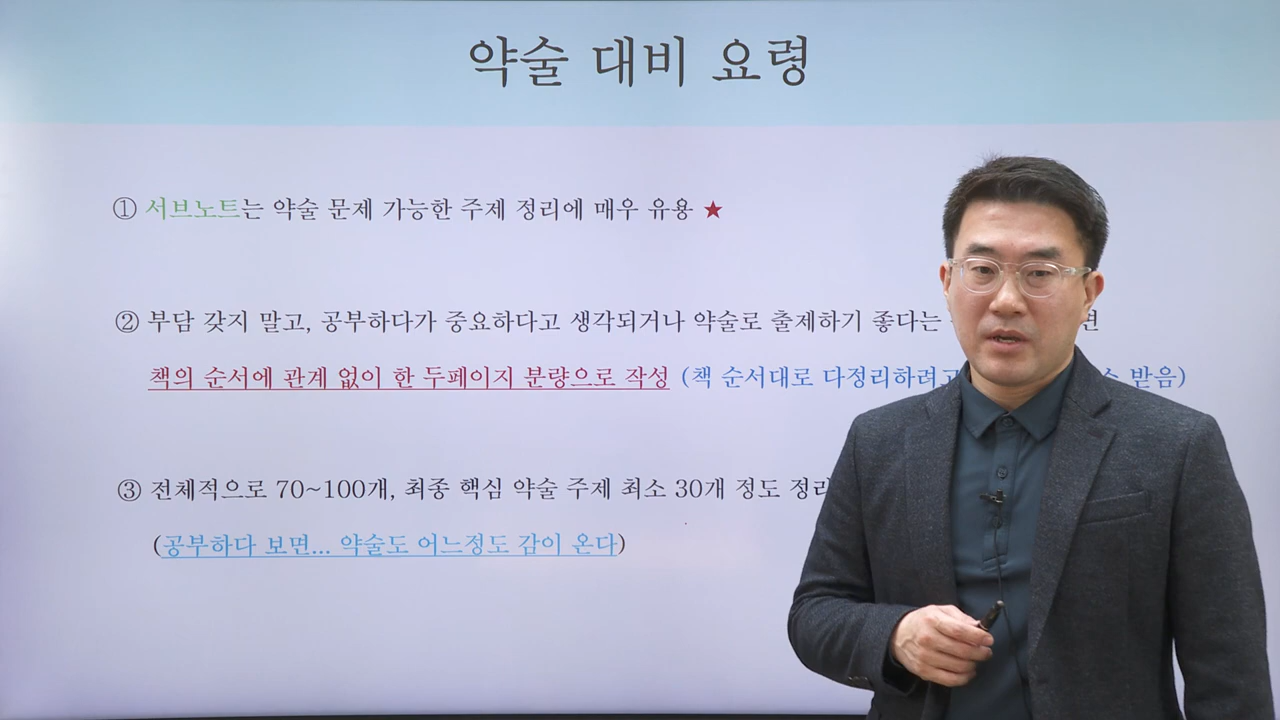 약술 대비 요령
① 서브노트는 약술 문제 가능한 주제 정리에 매우 유용 ★
② 부담 갖지 말고, 공부하다가 중요하다고 생각되거나 약술로 출제하기 좋다는
책의 순서에 관계 없이 한 두페이지 분량으로 작성 (책 순서대로 다정리하려고 받음)
③ 전체적으로 70~100개, 최종 핵심 약술 주제 최소 30개 정도 정리
(공부하다 보면... 약술도 어느정도 감이 온다)